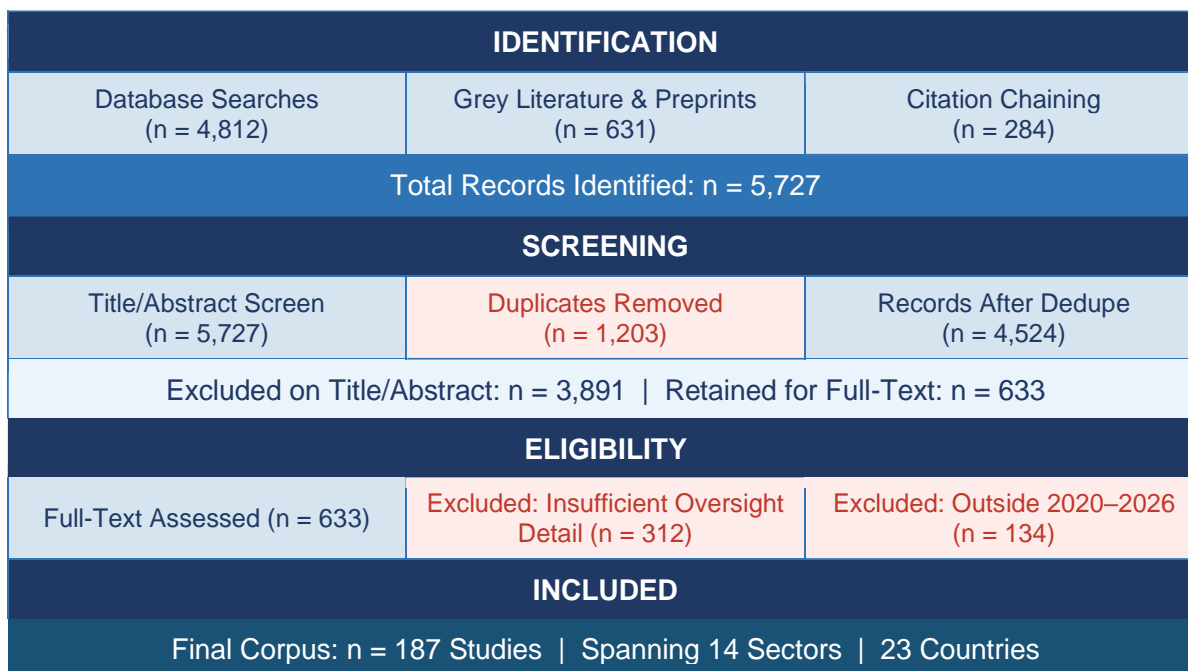 IDENTIFICATION
Database Searches
(n = 4,812)
Grey Literature & Preprints
(n = 631)
Citation Chaining
(n = 284)
Total Records Identified: n = 5,727
SCREENING
Title/Abstract Screen
(n = 5,727)
Duplicates Removed
(n = 1,203)
Records After Dedupe
(n = 4,524)
Excluded on Title/Abstract: n = 3,891 | Retained for Full-Text: n = 633
ELIGIBILITY
Full-Text Assessed (n = 633)
Excluded: Insufficient Oversight
Detail (n = 312)
Excluded: Outside 2020–2026
(n = 134)
INCLUDED
Final Corpus: n = 187 Studies | Spanning 14 Sectors | 23 Countries